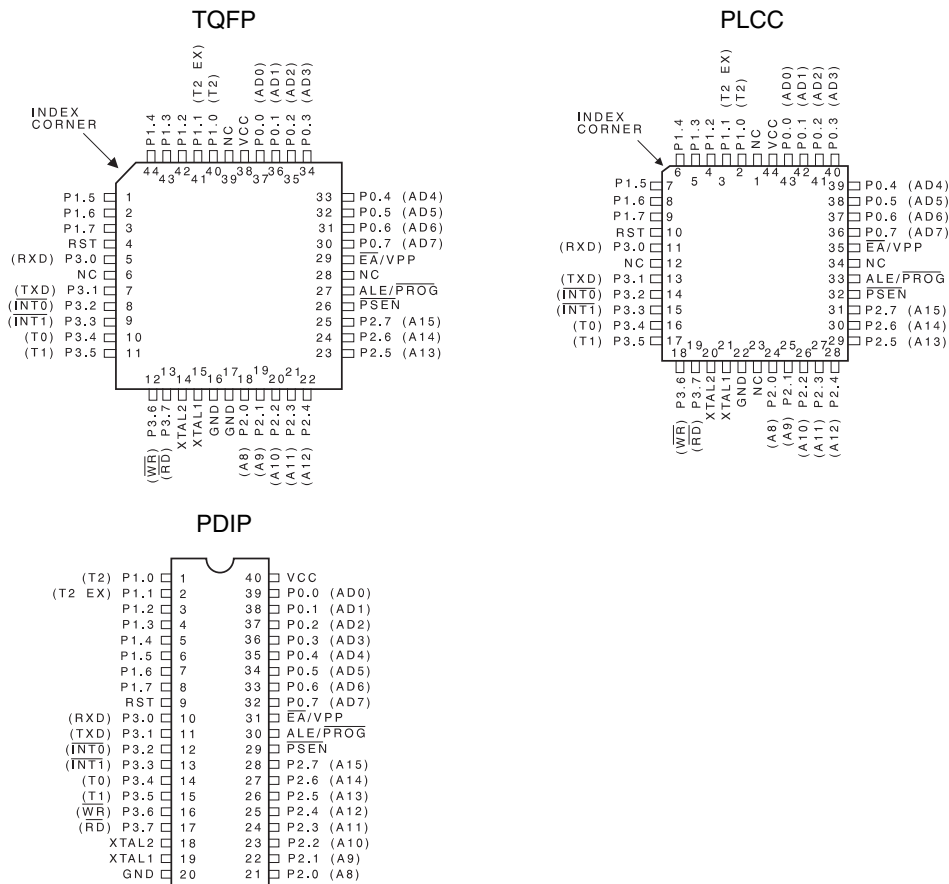 TQFP
INDEX
CORNER
P1.4
P1.3
P1.2
P1.1 (T2 EX)
P1.0 (T2)
NC
VCC
P0.0 (AD0)
P0.1 (AD1)
P0.2 (AD2)
P0.3 (AD3)
44
43
42
41
40
39
38
37
36
35
34
P1.5 1
P1.6 2
P1.7 3
RST 4
(RXD) P3.0 5
NC 6
(TXD) P3.1 7
(INT0) P3.2 8
(INT1) P3.3 9
(T0) P3.4 10
(T1) P3.5 11
33 P0.4 (AD4)
32 P0.5 (AD5)
31 P0.6 (AD6)
30 P0.7 (AD7)
29 EA/VPP
28 NC
27 ALE/PROG
26 PSEN
25 P2.7 (A15)
24 P2.6 (A14)
23 P2.5 (A13)
12
13
14
15
16
17
18
19
20
21
22
(WR) P3.6
(RD) P3.7
XTAL2
XTAL1
GND
GND
(A8) P2.0
(A9) P2.1
(A10) P2.2
(A11) P2.3
(A12) P2.4
PLCC
INDEX
CORNER
P1.4
P1.3
P1.2
P1.1 (T2 EX)
P1.0 (T2)
NC
VCC
P0.0 (AD0)
P0.1 (AD1)
P0.2 (AD2)
P0.3 (AD3)
6
5
4
3
2
1
44
43
42
41
40
P1.5 7
P1.6 8
P1.7 9
RST 10
(RXD) P3.0 11
NC 12
(TXD) P3.1 13
(INT0) P3.2 14
(INT1) P3.3 15
(T0) P3.4 16
(T1) P3.5 17
39 P0.4 (AD4)
38 P0.5 (AD5)
37 P0.6 (AD6)
36 P0.7 (AD7)
35 EA/VPP
34 NC
33 ALE/PROG
32 PSEN
31 P2.7 (A15)
30 P2.6 (A14)
29 P2.5 (A13)
18
19
20
21
22
23
24
25
26
27
28
(WR) P3.6
(RD) P3.7
XTAL2
XTAL1
GND
NC
(A8) P2.0
(A9) P2.1
(A10) P2.2
(A11) P2.3
(A12) P2.4
PDIP
(T2) P1.0 1
(T2 EX) P1.1 2
P1.2 3
P1.3 4
P1.4 5
P1.5 6
P1.6 7
P1.7 8
RST 9
(RXD) P3.0 10
(TXD) P3.1 11
(INT0) P3.2 12
(INT1) P3.3 13
(T0) P3.4 14
(T1) P3.5 15
(WR) P3.6 16
(RD) P3.7 17
XTAL2 18
XTAL1 19
GND 20
40 VCC
39 P0.0 (AD0)
38 P0.1 (AD1)
37 P0.2 (AD2)
36 P0.3 (AD3)
35 P0.4 (AD4)
34 P0.5 (AD5)
33 P0.6 (AD6)
32 P0.7 (AD7)
31 EA/VPP
30 ALE/PROG
29 PSEN
28 P2.7 (A15)
27 P2.6 (A14)
26 P2.5 (A13)
25 P2.4 (A12)
24 P2.3 (A11)
23 P2.2 (A10)
22 P2.1 (A9)
21 P2.0 (A8)